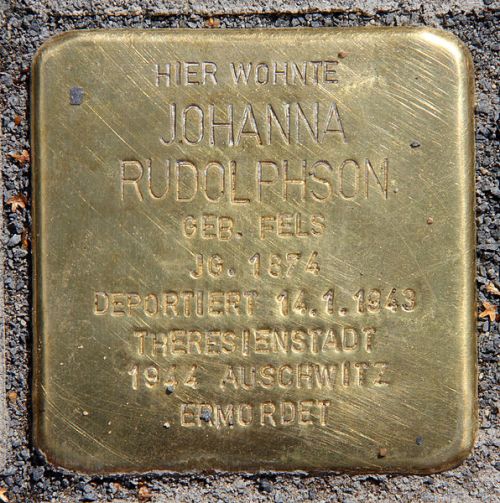 HIER WOHNTE
JOHANNA
RUDOLPHSON
GEB. FELS
JG. 1874
DEPORTIERT 14.1.1943
THERESIENSTADT
1944 AUSCHWITZ
ERMORDET